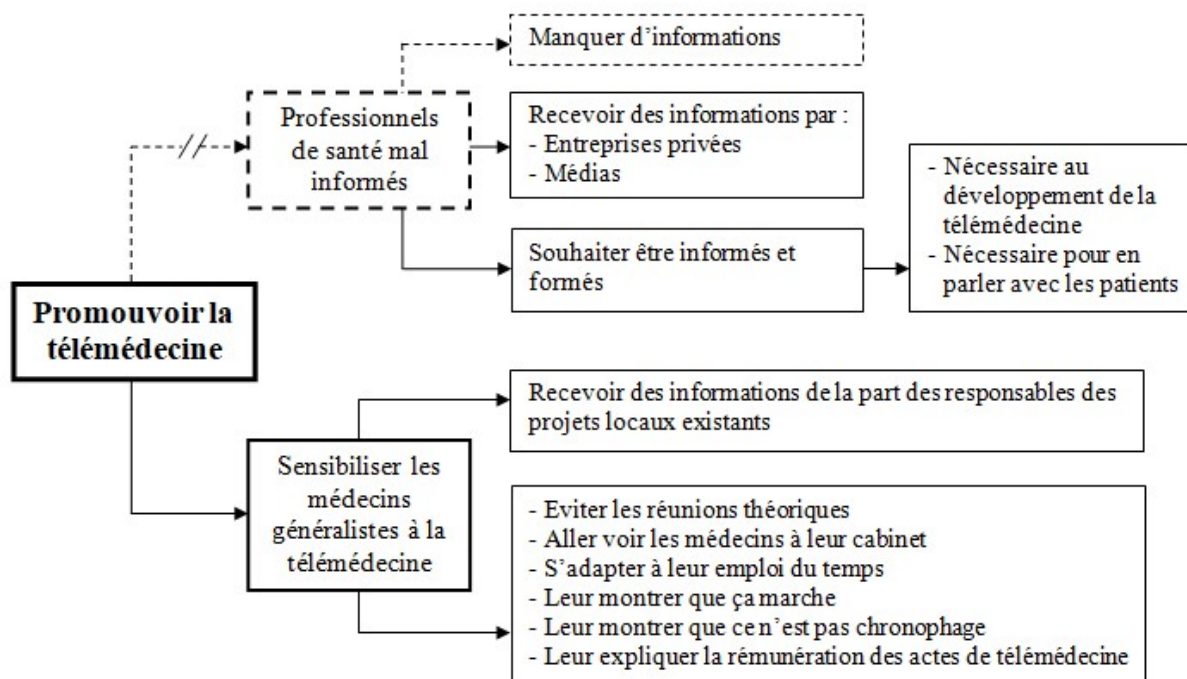 Manquer d'informations
Professionnels
de santé mal
informés
Recevoir des informations par :
- Entreprises privées
- Médias
Souhaiter être informés et
formés
- Nécessaire au
développement de la
télémédecine
- Nécessaire pour en
parler avec les patients
Promouvoir la
télémédecine
Recevoir des informations de la part des responsables des
projets locaux existants
Sensibiliser les
médecins
généralistes à la
télémédecine
- Eviter les réunions théoriques
- Aller voir les médecins à leur cabinet
- S'adapter à leur emploi du temps
- Leur montrer que ça marche
- Leur montrer que ce n'est pas chronophage
- Leur expliquer la rémunération des actes de télémédecine